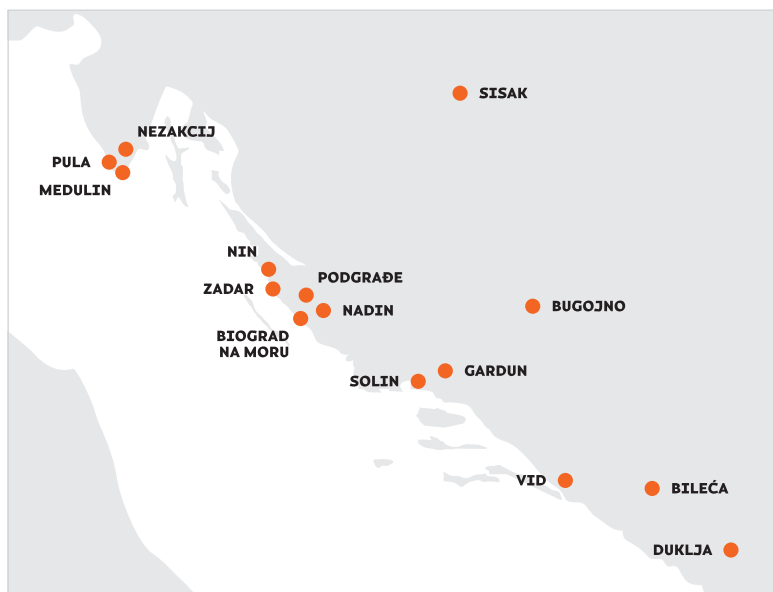 SISAK
NEZAKCIJ
PULA
MEDULIN
NIN
PODGRAĐE
ZADAR
NADIN
BUGOJNO
BIOGRAD
NA MORU
GARDUN
SOLIN
VID
BILEĆA
DUKLJA